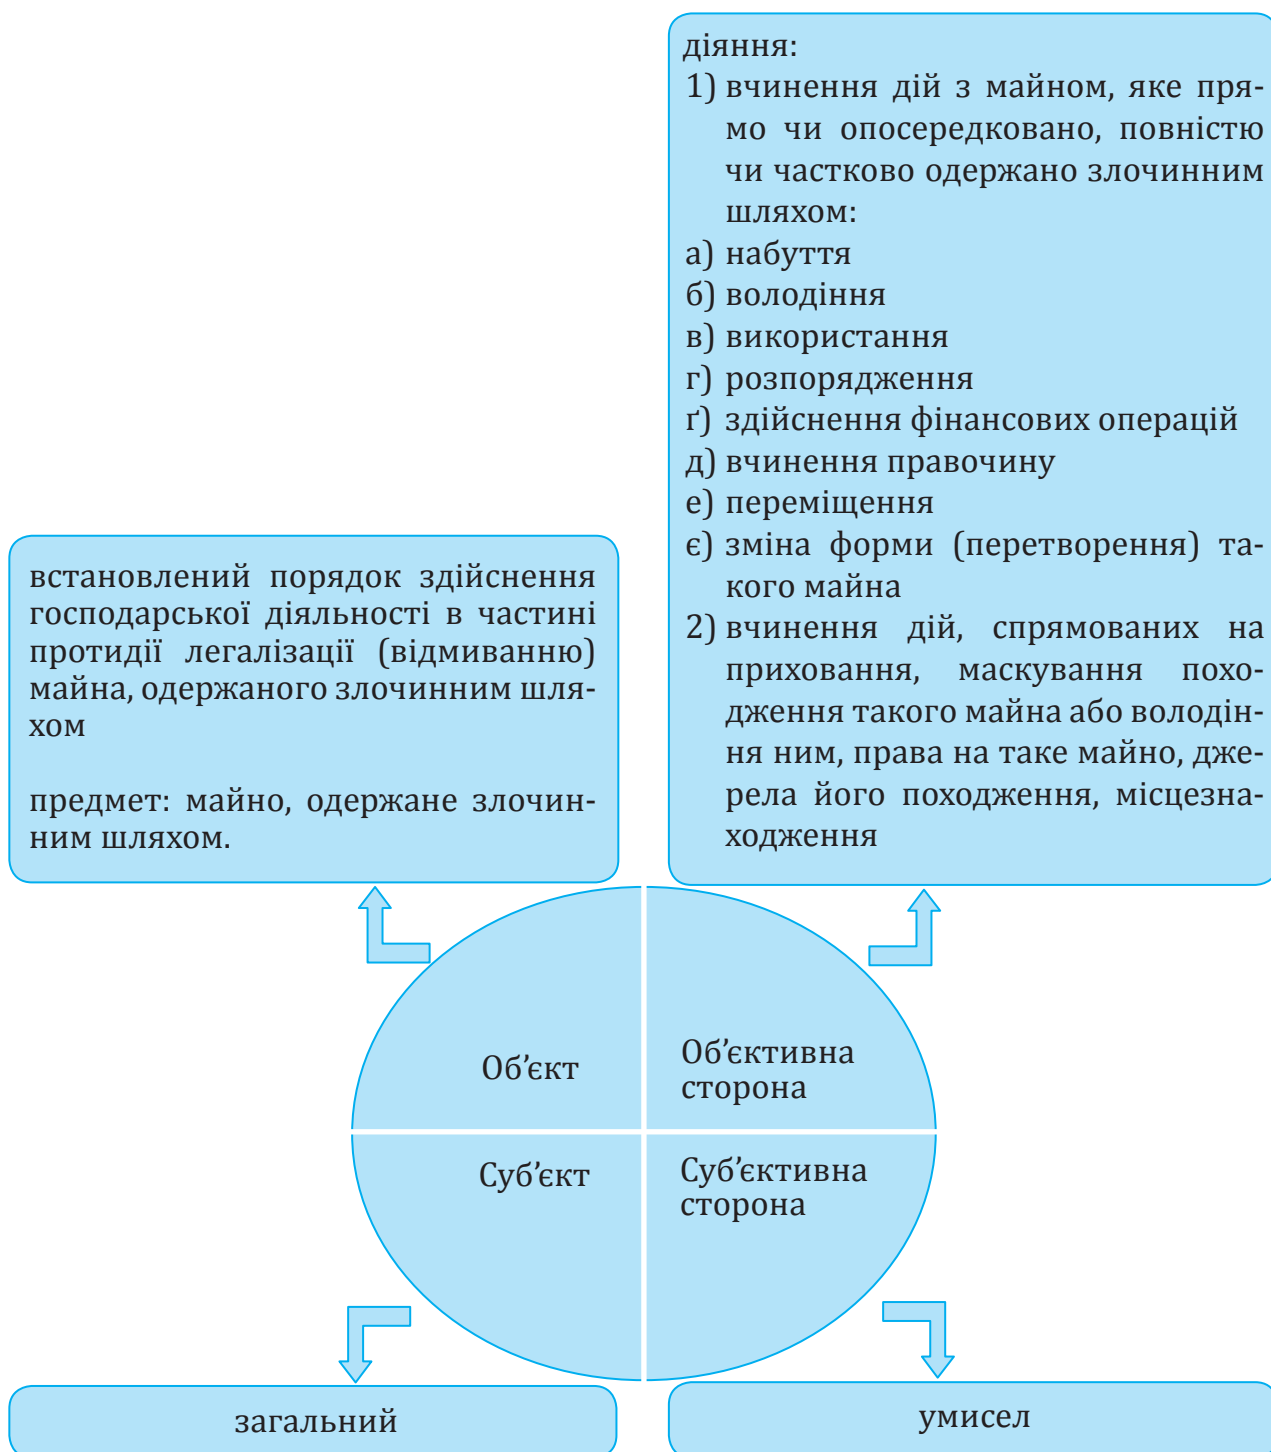 діяння:
1) вчинення дій з майном, яке пря-
мо чи опосередковано, повністю
чи частково одержано злочинним
шляхом:
а) набуття
б) володіння
в) використання
г) розпорядження
ґ) здійснення фінансових операцій
д) вчинення правочину
е) переміщення
є) зміна форми (перетворення) та-
кого майна
2) вчинення дій, спрямованих на
приховання, маскування похо-
дження такого майна або володін-
ня ним, права на таке майно, дже-
рела його походження, місцезна-
ходження
встановлений порядок здійснення
господарської діяльності в частині
протидії легалізації (відмиванню)
майна, одержаного злочинним шля-
хом
предмет: майно, одержане злочин-
ним шляхом.
Об’єкт
Об’єктивна
сторона
Суб’єкт
Суб’єктивна
сторона
загальний
умисел